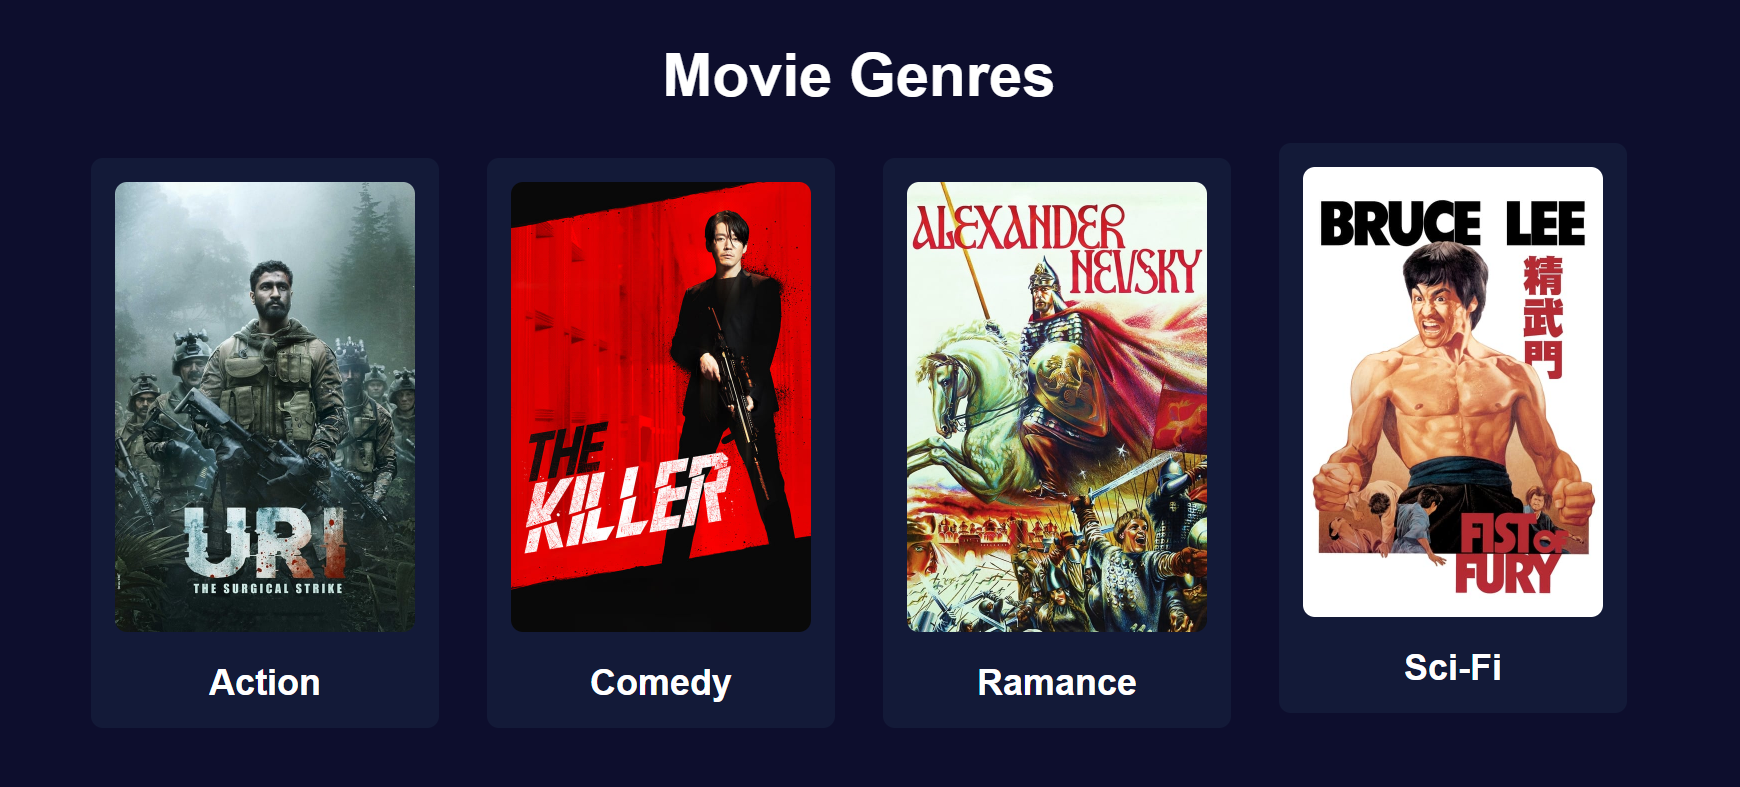 Movie Genres
URI
THE SURGICAL STRIKE
Action
THE
KILLER
Comedy
ALEXANDER
NEVSKY
Ramance
BRUCE LEE
精武門
FIST OF
FURY
Sci-Fi